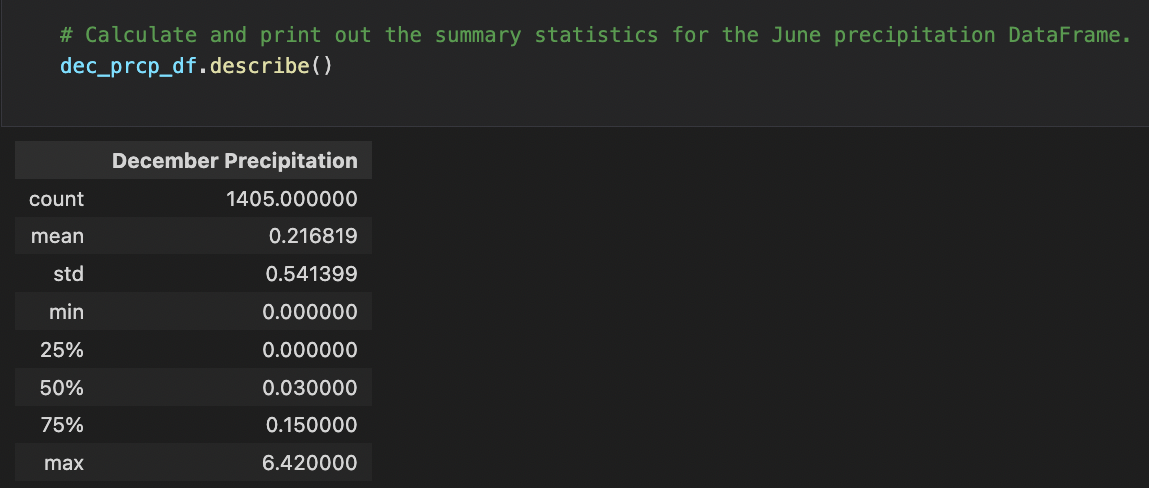 # Calculate and print out the summary statistics for the June precipitation DataFrame.
dec_prcp_df.describe()
December Precipitation
count 1405.000000
mean 0.216819
std 0.541399
min 0.000000
25% 0.000000
50% 0.030000
75% 0.150000
max 6.420000